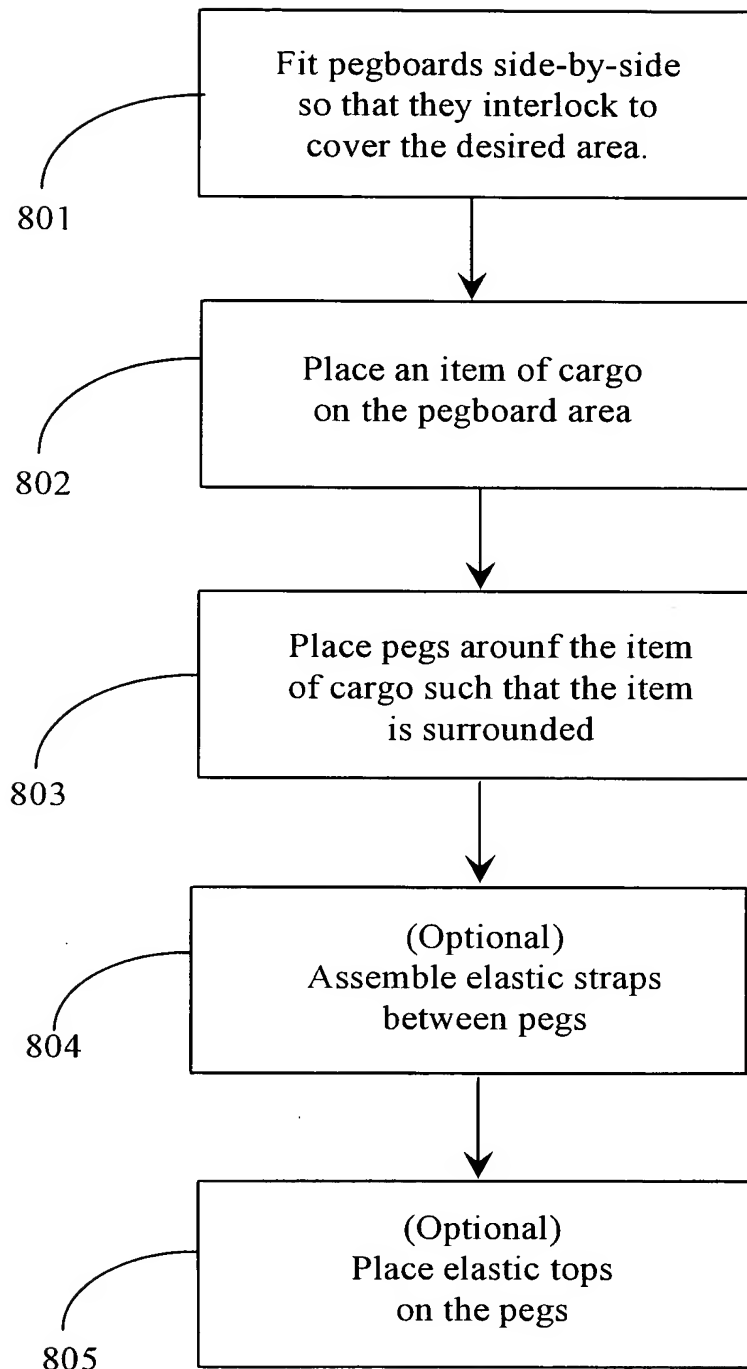 Fit pegboards side-by-side
so that they interlock to
cover the desired area.
801
Place an item of cargo
on the pegboard area
802
Place pegs arounf the item
of cargo such that the item
is surrounded
803
(Optional)
Assemble elastic straps
between pegs
804
(Optional)
Place elastic tops
on the pegs
805